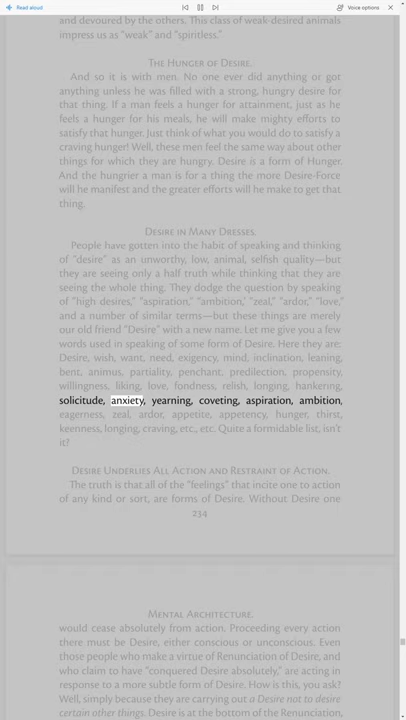 Read aloud
Voice options
and devoured by the others. This class of weak-desire animals
impress us as "weak" and "spiritless."
THE HUNGER OF DESIRE.
And so it is with men. No one ever did anything or got
anything unless he was filled with a strong, hungry desire for
that thing. If a man feels a hunger for attainment, just as he
feels a hunger for his meals, he will make mighty efforts to
satisfy that hunger. Just think of what you would do to satisfy a
craving hunger! Well, these men feel the same way about other
things for which they are hungry. Desire is a form of Hunger.
And the hungrier a man is for a thing the more Desire-Force
will he manifest and the greater efforts will he make to get that
thing.
DESIRE IN MANY DRESSES.
People have gotten into the habit of speaking and thinking
of "desire" as an unworthy, low, animal, selfish quality—but
they are seeing only a half truth while thinking that they are
seeing the whole thing. They dodge the question by speaking
of "high desires," "aspiration," "ambition," "zeal," "ardor," "love,"
and a number of similar terms—but these things are merely
our old friend "Desire" with a new name. Let me give you a few
words used in speaking of some form of Desire. Here they are:
Desire, wish, want, need, exigency, mind, inclination, leaning,
bent, animus, partiality, penchant, predilection, propensity,
willingness, liking, love, fondness, relish, longing, hankering,
solicitude, anxiety, yearning, coveting, aspiration, ambition,
eagerness, zeal, ardor, appetite, appetency, hunger, thirst,
keenness, longing, craving, etc., etc. Quite a formidable list, isn't
it?
DESIRE UNDERLIES ALL ACTION AND RESTRAINT OF ACTION.
The truth is that all of the "feelings" that incite one to action
of any kind or sort, are forms of Desire. Without Desire one
234
MENTAL ARCHITECTURE.
would cease absolutely from action. Proceeding every action
there must be Desire, either conscious or unconscious. Even
those people who make a virtue of Renunciation of Desire, and
who claim to have "conquered Desire absolutely," are acting in
response to a more subtle form of Desire. How is this, you ask?
Well, simply because they are carrying out a Desire not to desire
certain other things. Desire is at the bottom of the Renunciation,